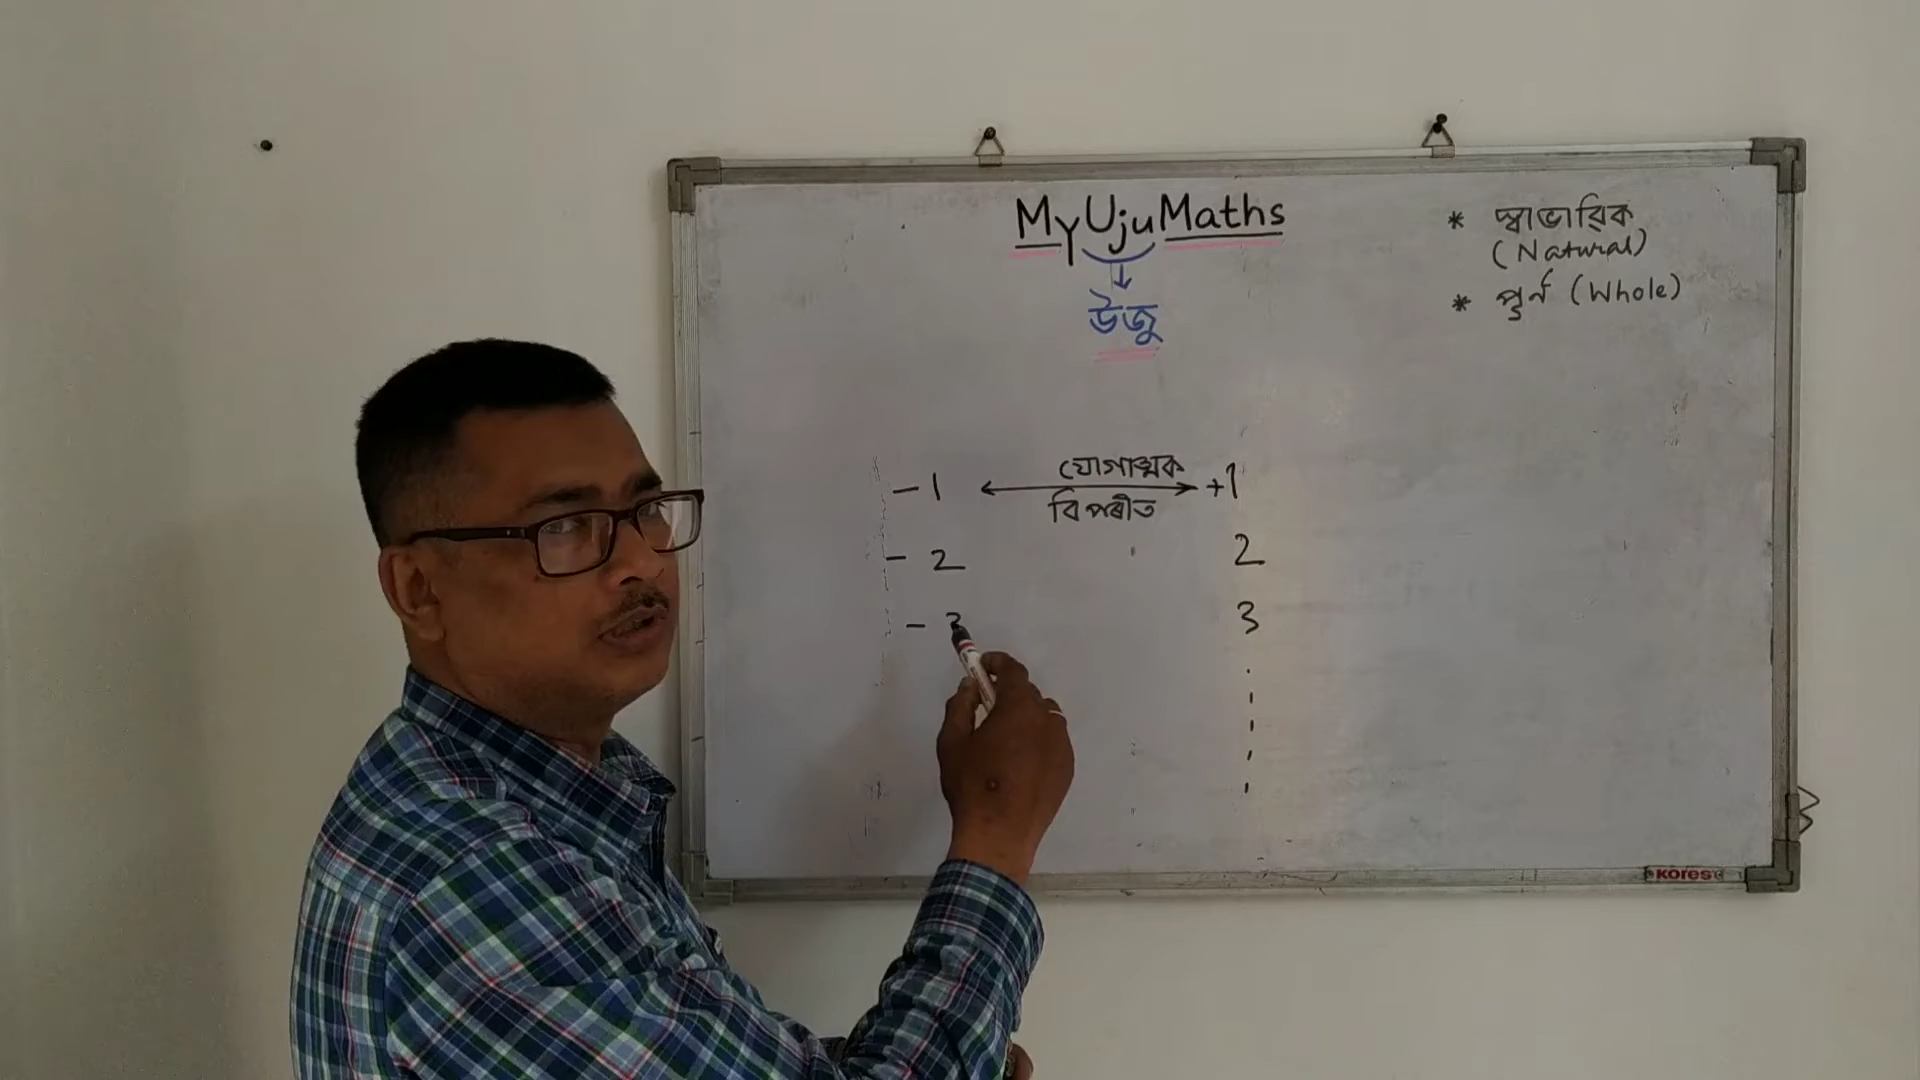 MyUjuMaths
উজু
* স্বাভাৱিক
(Natural)
* পূৰ্ন (Whole)
-1 যোগাত্মক +1
বিপৰীত
-2 2
-3 3
kores